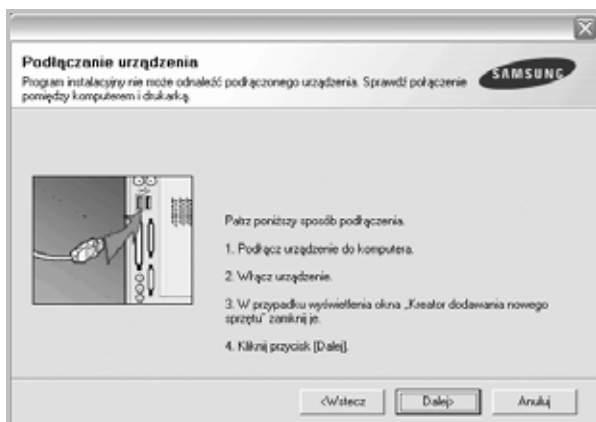 Podłączanie urządzenia
Program instalacyjny nie może odnaleźć podłączonego urządzenia. Sprawdź połączenie
pomiędzy komputerem i drukarką.
SAMSUNG
Patrz poniższy sposób podłączenia.
1. Podłącz urządzenie do komputera.
2. Włącz urządzenie.
3. W przypadku wyświetlenia okna „Kreator dodawania nowego
sprzętu” zamknij je.
4. Kliknij przycisk [Dalej].
<Wstecz
Dalej>
Anuluj